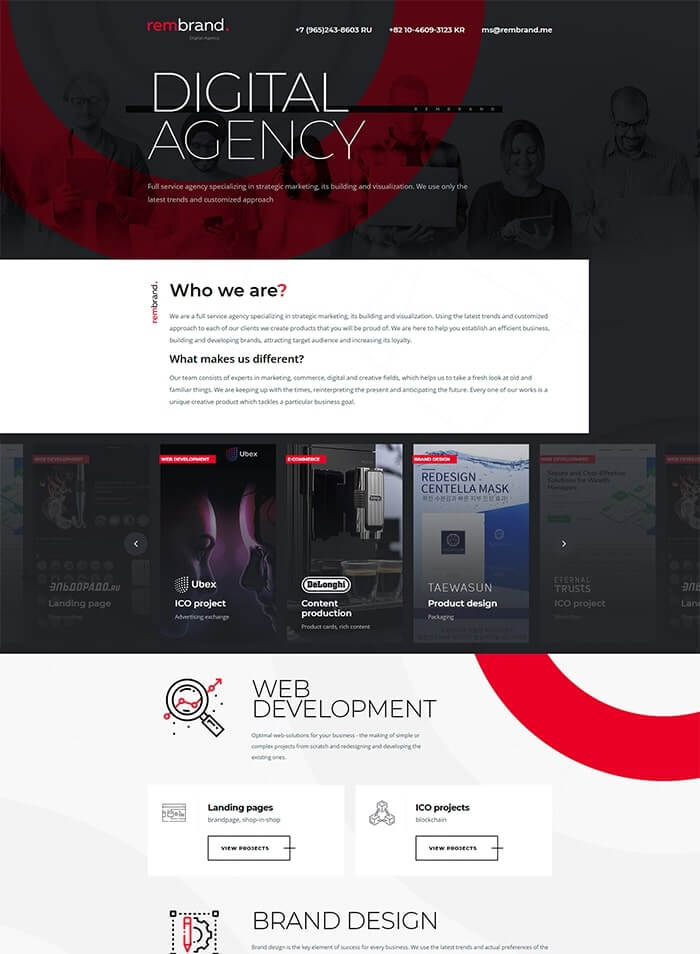 rembrand.
Digital Agency
+7 (965)243-8603 RU
+82 10-4609-3123 KR
ms@rembrand.me
DIGITAL
REMBRAND
AGENCY
Full service agency specializing in strategic marketing, its building and visualization. We use only the
latest trends and customized approach
rembrand.
Who we are?
We are a full service agency specializing in strategic marketing, its building and visualization. Using the latest trends and customized
approach to each of our clients we create products that you will be proud of. We are here to help you establish an efficient business,
building and developing brands, attracting target audience and increasing its loyalty.
What makes us different?
Our team consists of experts in marketing, commerce, digital and creative fields, which helps us to take a fresh look at old and
familiar things. We are keeping up with the times, reinterpreting the present and anticipating the future. Every one of our works is a
unique creative product which tackles a particular business goal.
WEB DEVELOPMENT
ЭЛЬДОРАДО.RU
Landing page
WEB DEVELOPMENT
Ubex
Ubex
ICO project
Advertising exchange
E-COMMERCE
DeLonghi
Content
production
Product cards, rich content
BRAND DESIGN
REDESIGN
CENTELLA MASK
TAEWASUN
Product design
Packaging
WEB DEVELOPMENT
Secure and Cost-Effective
Solutions for Wealth
Managers
ETERNAL
TRUSTS
ICO project
WEB DEVELOPMENT
WEB
DEVELOPMENT
Optimal web-solutions for your business - the making of simple or
complex projects from scratch and redesigning and developing the
existing ones.
Landing pages
brandpage, shop-in-shop
VIEW PROJECTS
ICO projects
blockchain
VIEW PROJECTS
BRAND DESIGN
Brand design is the key element of success for every business. We use the latest trends and actual preferences of the